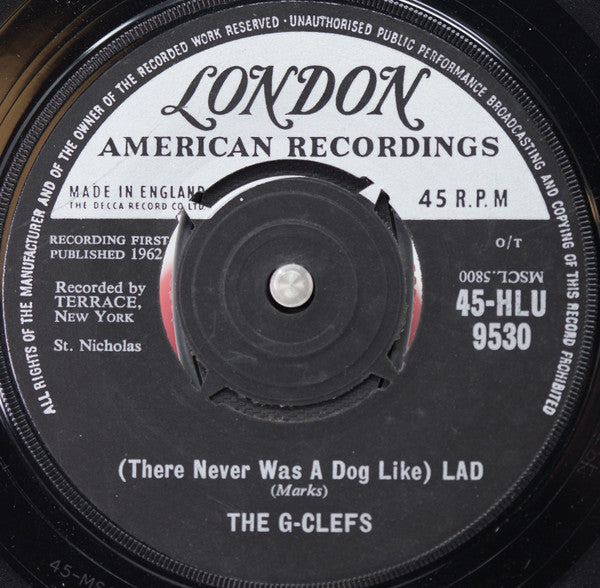 ALL RIGHTS OF THE MANUFACTURER AND OF THE OWNER OF THE RECORDED WORK RESERVED · UNAUTHORISED PUBLIC PERFORMANCE BROADCASTING AND COPYING OF THIS RECORD PROHIBITED
LONDON
AMERICAN RECORDINGS
MADE IN ENGLAND
THE DECCA RECORD CO LTD
45 R.P.M
RECORDING FIRST
PUBLISHED 1962
O/T
Recorded by
TERRACE,
New York
MSCL.5800
45-HLU
9530
St. Nicholas
(There Never Was A Dog Like) LAD
(Marks)
THE G-CLEFS